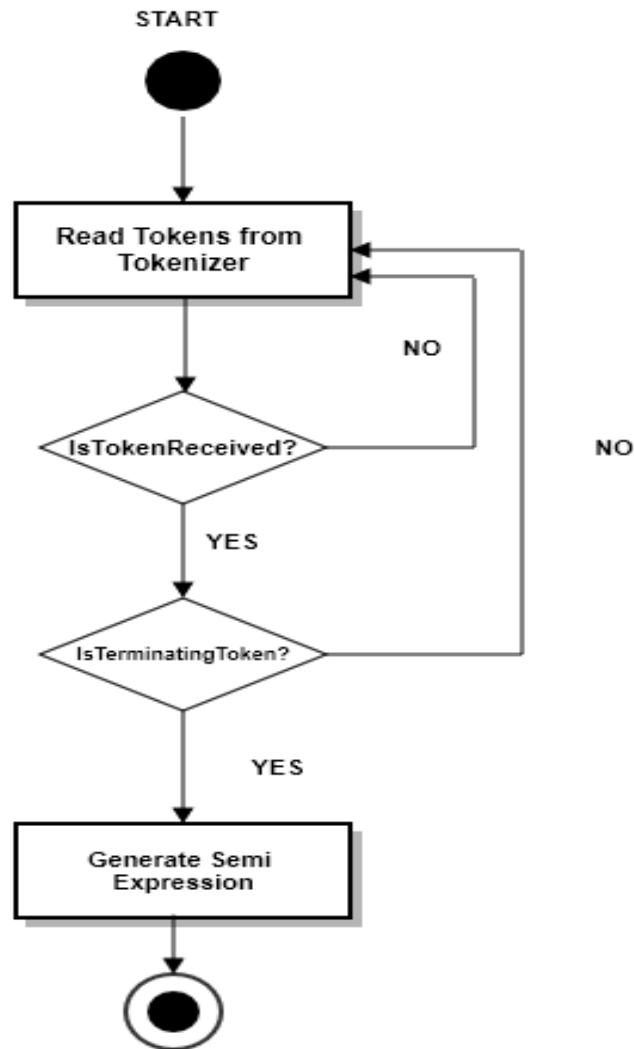 START
Read Tokens from
Tokenizer
NO
IsTokenReceived?
NO
YES
IsTerminatingToken?
YES
Generate Semi
Expression